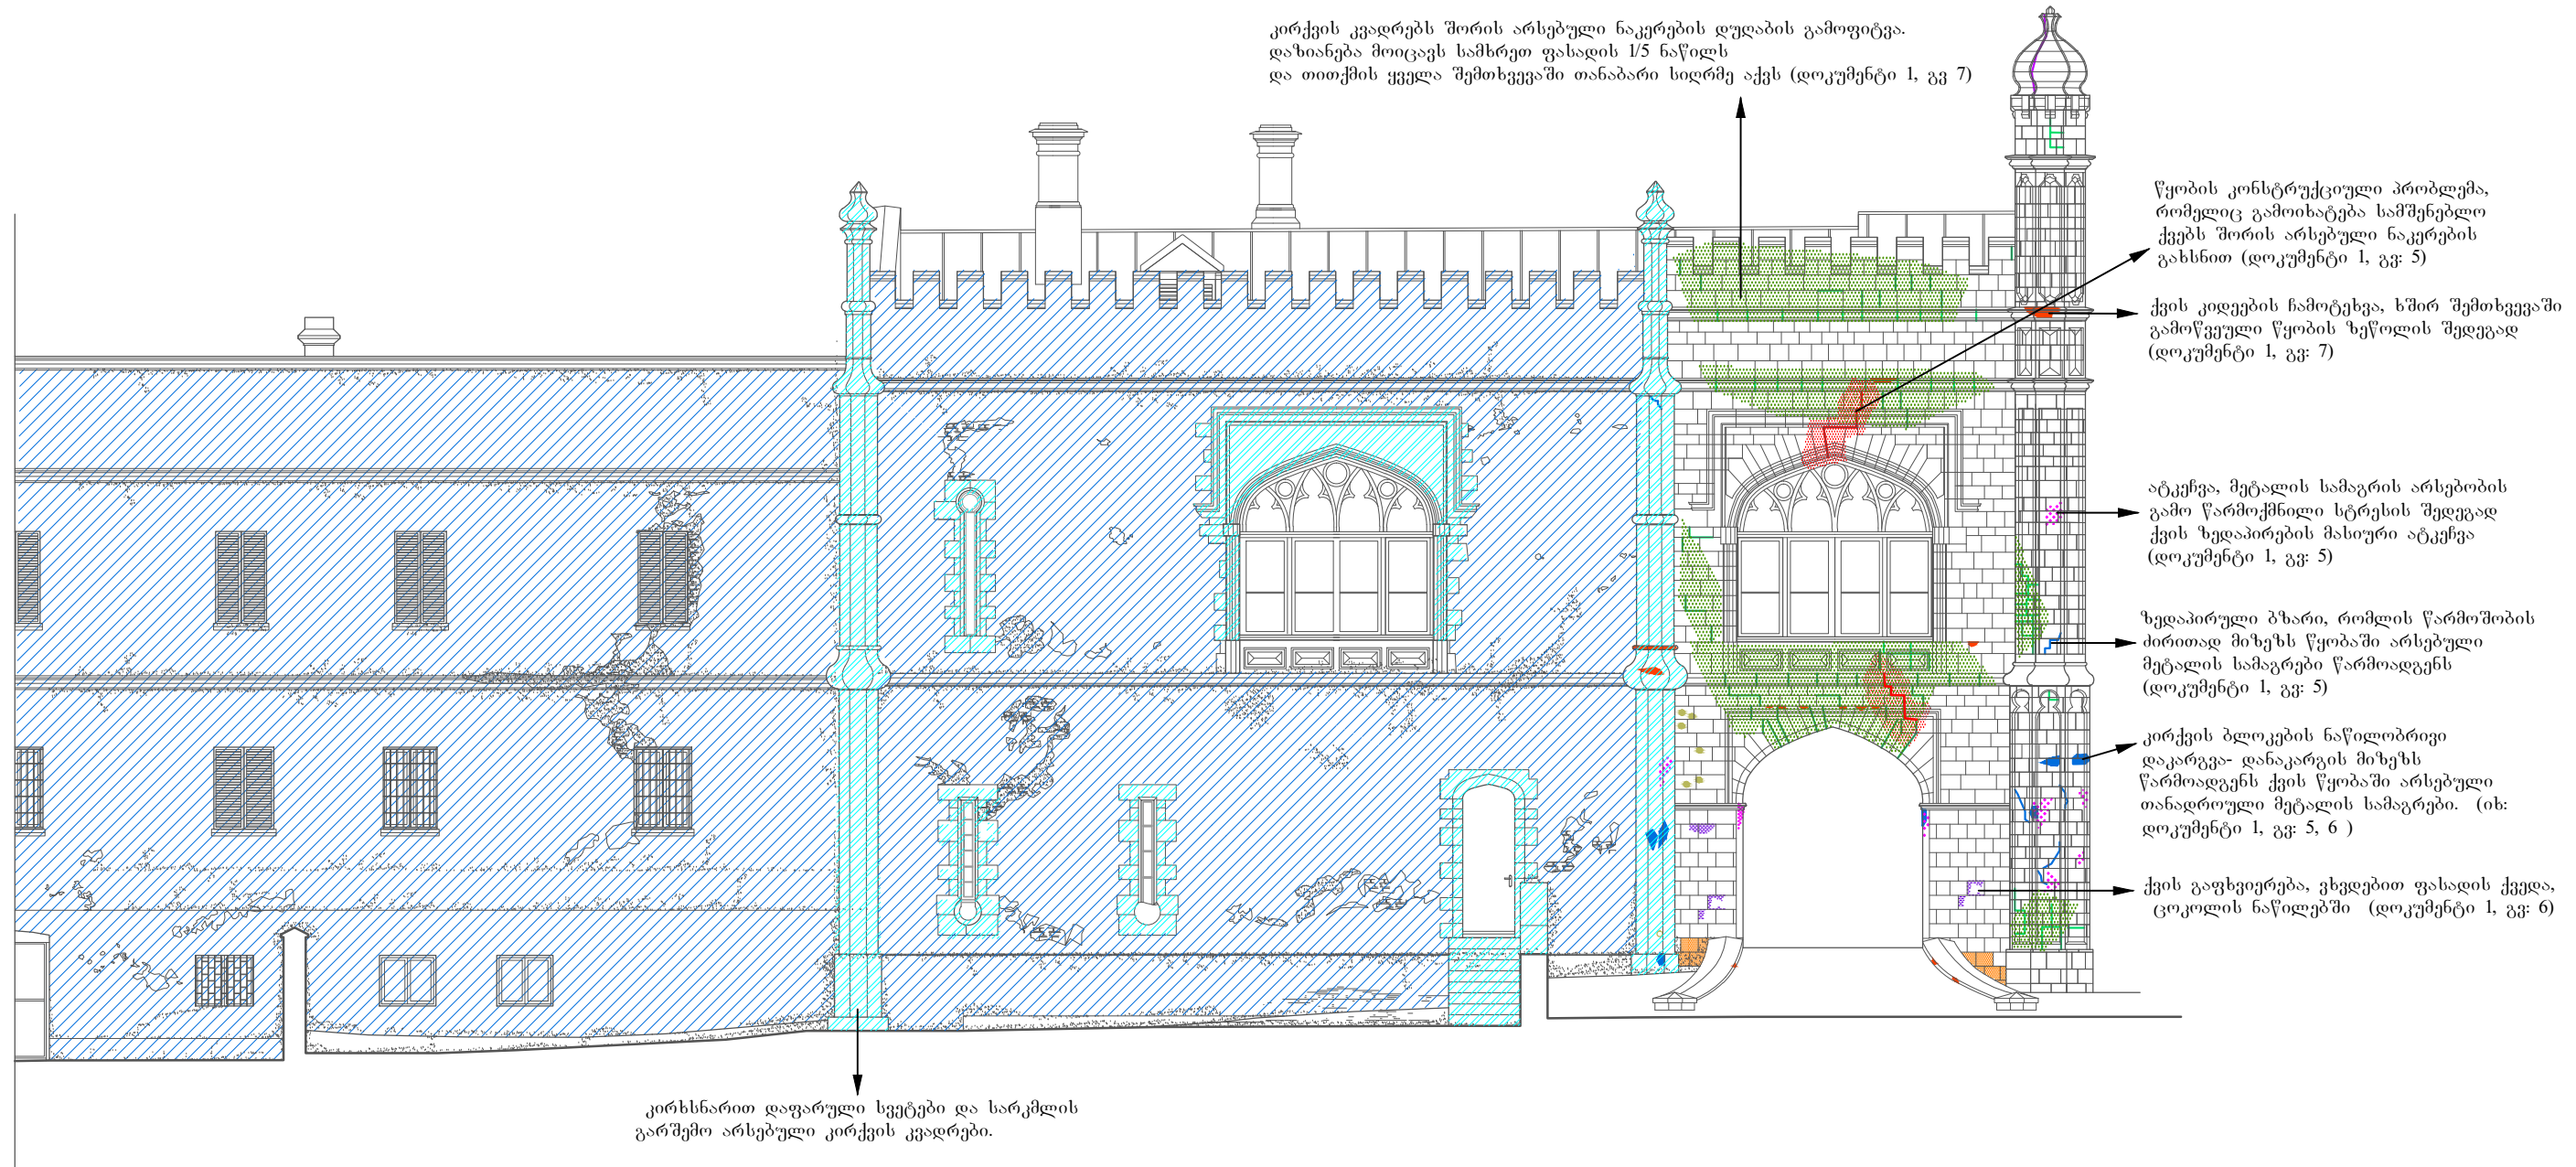 კირქვის კვადრებს შორის არსებული ნაკერების დუღაბის გამოფიტვა.
დაზიანება მოიცავს სამხრეთ ფასადის 1/5 ნაწილს
და თითქმის ყველა შემთხვევაში თანაბარი სიღრმე აქვს (დოკუმენტი 1, გვ 7)
წყობის კონსტრუქციული პრობლემა,
რომელიც გამოიხატება სამშენებლო
ქვებს შორის არსებული ნაკერების
გახსნით (დოკუმენტი 1, გვ: 5)
ქვის კიდეების ჩამოტეხვა, ხშირ შემთხვევაში
გამოწვეული წყობის ზეწოლის შედეგად
(დოკუმენტი 1, გვ: 7)
ატკეჩვა, მეტალის სამაგრის არსებობის
გამო წარმოქმნილი სტრესის შედეგად
ქვის ზედაპირების მასიური ატკეჩვა
(დოკუმენტი 1, გვ: 5)
ზედაპირული ბზარი, რომლის წარმოშობის
ძირითად მიზეზს წყობაში არსებული
მეტალის სამაგრები წარმოადგენს
(დოკუმენტი 1, გვ: 5)
კირქვის ბლოკების ნაწილობრივი
დაკარგვა- დანაკარგის მიზეზს
წარმოადგენს ქვის წყობაში არსებული
თანადროული მეტალის სამაგრები. (იხ:
დოკუმენტი 1, გვ: 5, 6 )
ქვის გაფხვიერება, ვხვდებით ფასადის ქვედა,
ცოკოლის ნაწილებში (დოკუმენტი 1, გვ: 6)
კირხსნარით დაფარული სვეტები და სარკმლის
გარშემო არსებული კირქვის კვადრები.